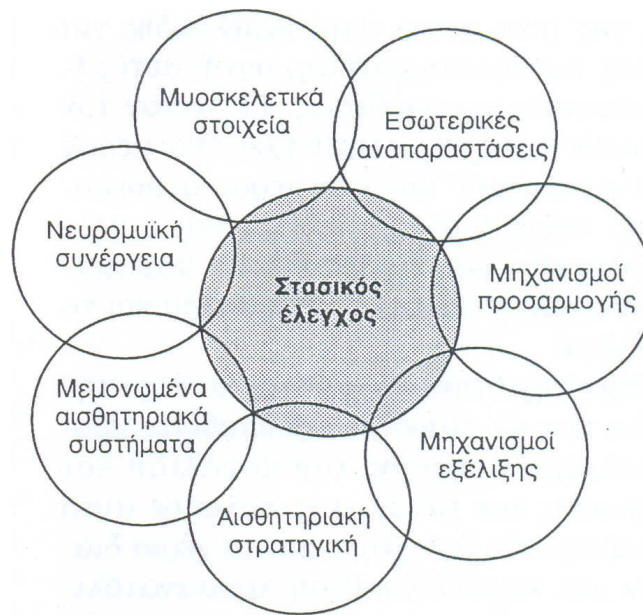 Μυοσκελετικά
στοιχεία
Εσωτερικές
αναπαραστάσεις
Νευρομυϊκή
συνέργεια
Στασικός
έλεγχος
Μηχανισμοί
προσαρμογής
Μεμονωμένα
αισθητηριακά
συστήματα
Μηχανισμοί
εξέλιξης
Αισθητηριακή
στρατηγική